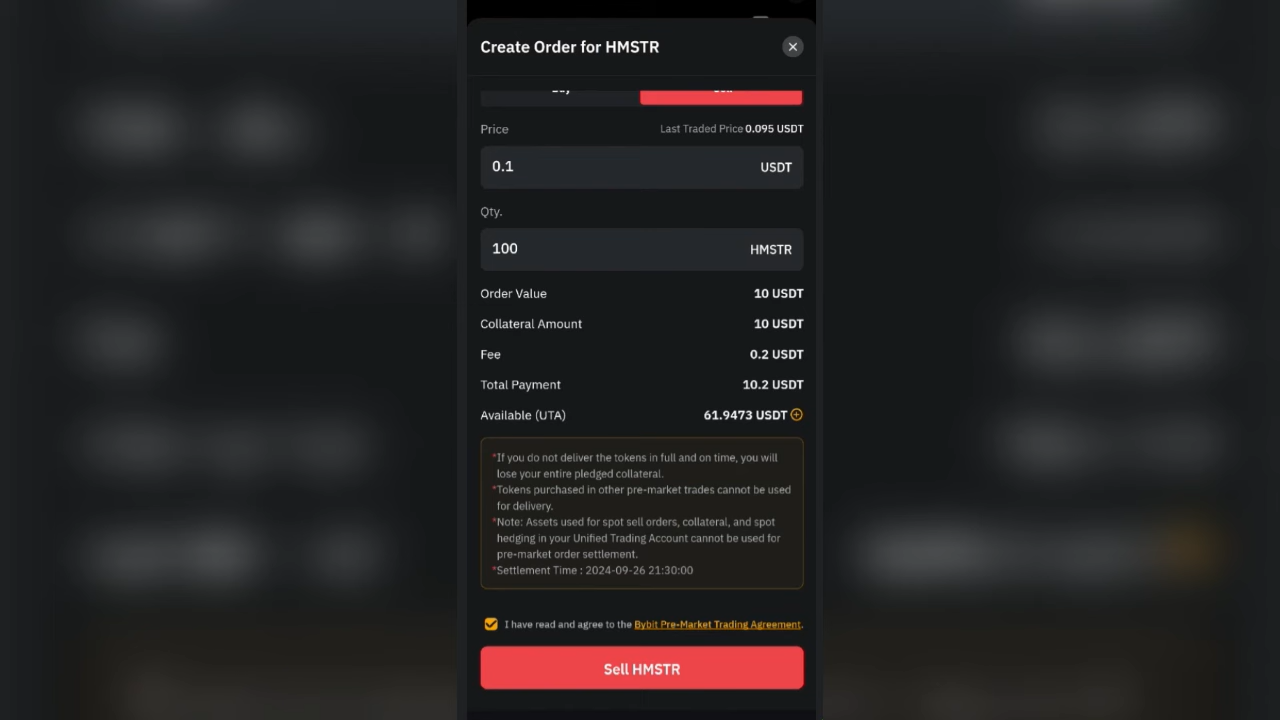 Create Order for HMSTR
Price Last Traded Price 0.095 USDT
0.1 USDT
Qty.
100 HMSTR
Order Value 10 USDT
Collateral Amount 10 USDT
Fee 0.2 USDT
Total Payment 10.2 USDT
Available (UTA) 61.9473 USDT
*If you do not deliver the tokens in full and on time, you will
lose your entire pledged collateral.
*Tokens purchased in other pre-market trades cannot be used
for delivery.
*Note: Assets used for spot sell orders, collateral, and spot
hedging in your Unified Trading Account cannot be used for
pre-market order settlement.
*Settlement Time : 2024-09-26 21:30:00
I have read and agree to the Bybit Pre-Market Trading Agreement.
Sell HMSTR